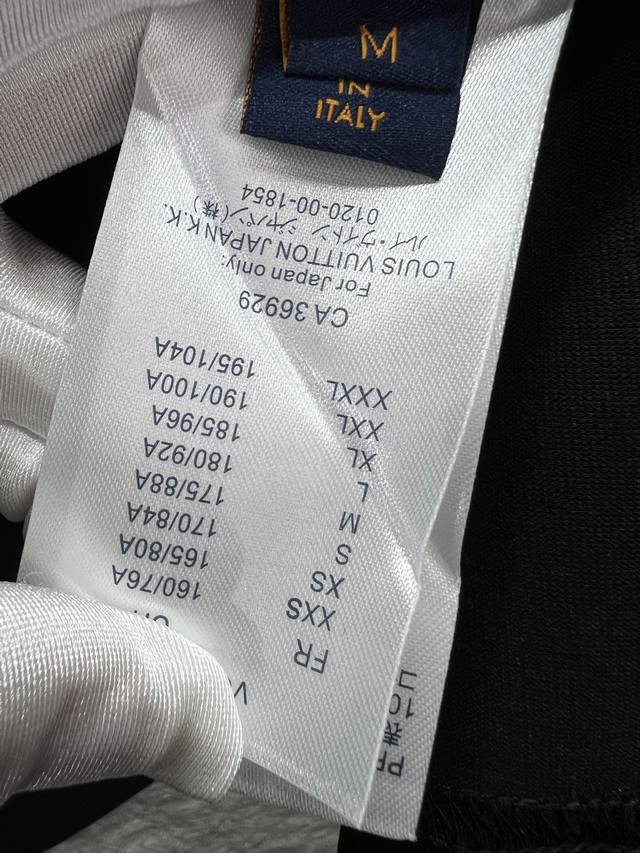 M
IN
ITALY
FR
XXS 160/76A
XS 165/80A
S 170/84A
M 175/88A
L 180/92A
XL 185/96A
XXL 190/100A
XXXL 195/104A
CA 36929
For Japan only:
LOUIS VUITTON JAPAN K.K.
ルイ・ヴィトン ジャパン(株)
0120-00-1854